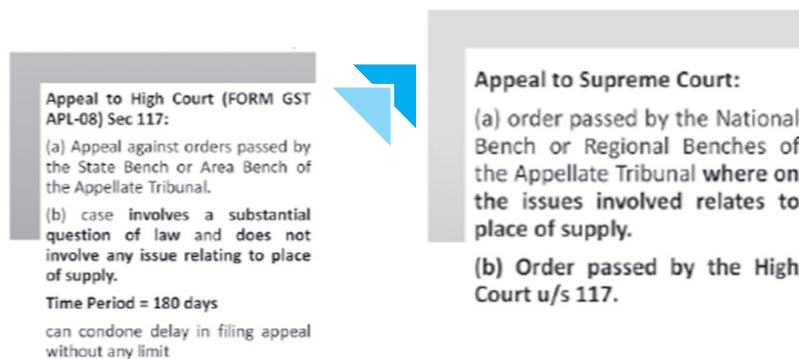 Appeal to High Court (FORM GST
APL-08) Sec 117:
(a) Appeal against orders passed by
the State Bench or Area Bench of
the Appellate Tribunal.
(b) case involves a substantial
question of law and does not
involve any issue relating to place
of supply.
Time Period = 180 days
can condone delay in filing appeal
without any limit
Appeal to Supreme Court:
(a) order passed by the National
Bench or Regional Benches of
the Appellate Tribunal where on
the issues involved relates to
place of supply.
(b) Order passed by the High
Court u/s 117.